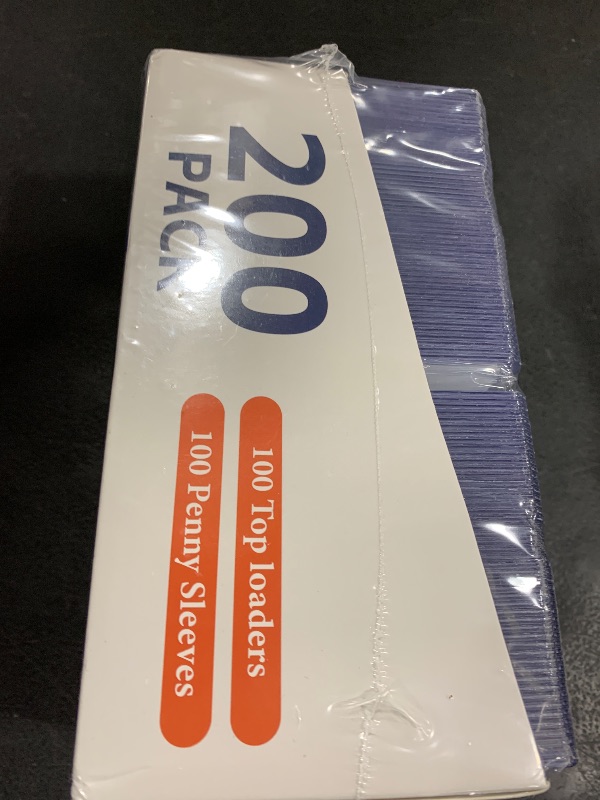 200
PACK
100 Top loaders
100 Penny Sleeves